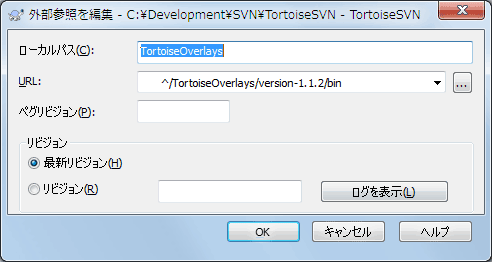 外部参照を編集 - C:¥Development¥SVN¥TortoiseSVN - TortoiseSVN
ローカルパス(C): TortoiseOverlays
URL: ^/TortoiseOverlays/version-1.1.2/bin ...
ペグリビジョン(P):
リビジョン
最新リビジョン(H)
リビジョン(R) ログを表示(L)
OK キャンセル ヘルプ